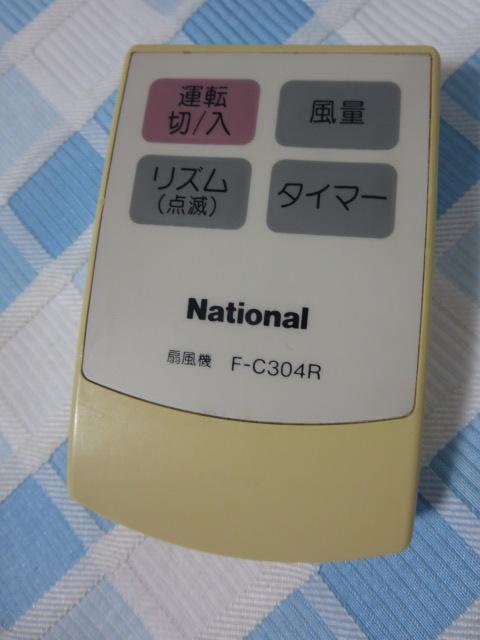 運転
切/入
風量
リズム
(点滅)
タイマー
National
扇風機 F-C304R